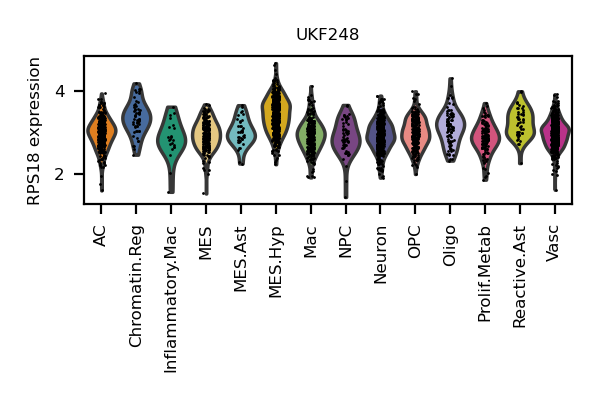 UKF248
RPS18 expression
4
2
AC
Chromatin.Reg
Inflammatory.Mac
MES
MES.Ast
MES.Hyp
Mac
NPC
Neuron
OPC
Oligo
Prolif.Metab
Reactive.Ast
Vasc